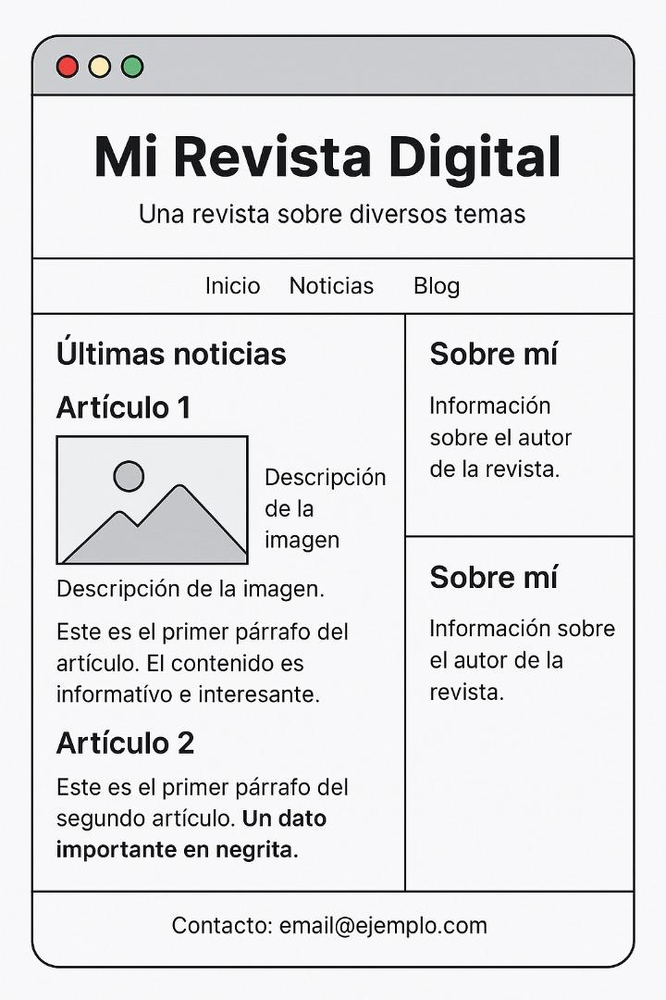 Mi Revista Digital
Una revista sobre diversos temas
Inicio Noticias Blog
Últimas noticias
Artículo 1
Descripción
de la
imagen
Descripción de la imagen.
Este es el primer párrafo del
artículo. El contenido es
informatívo e interesante.
Artículo 2
Este es el primer párrafo del
segundo artículo. Un dato
importante en negrita.
Sobre mí
Información
sobre el autor
de la revista.
Sobre mí
Información sobre
el autor de la
revista.
Contacto: email@ejemplo.com